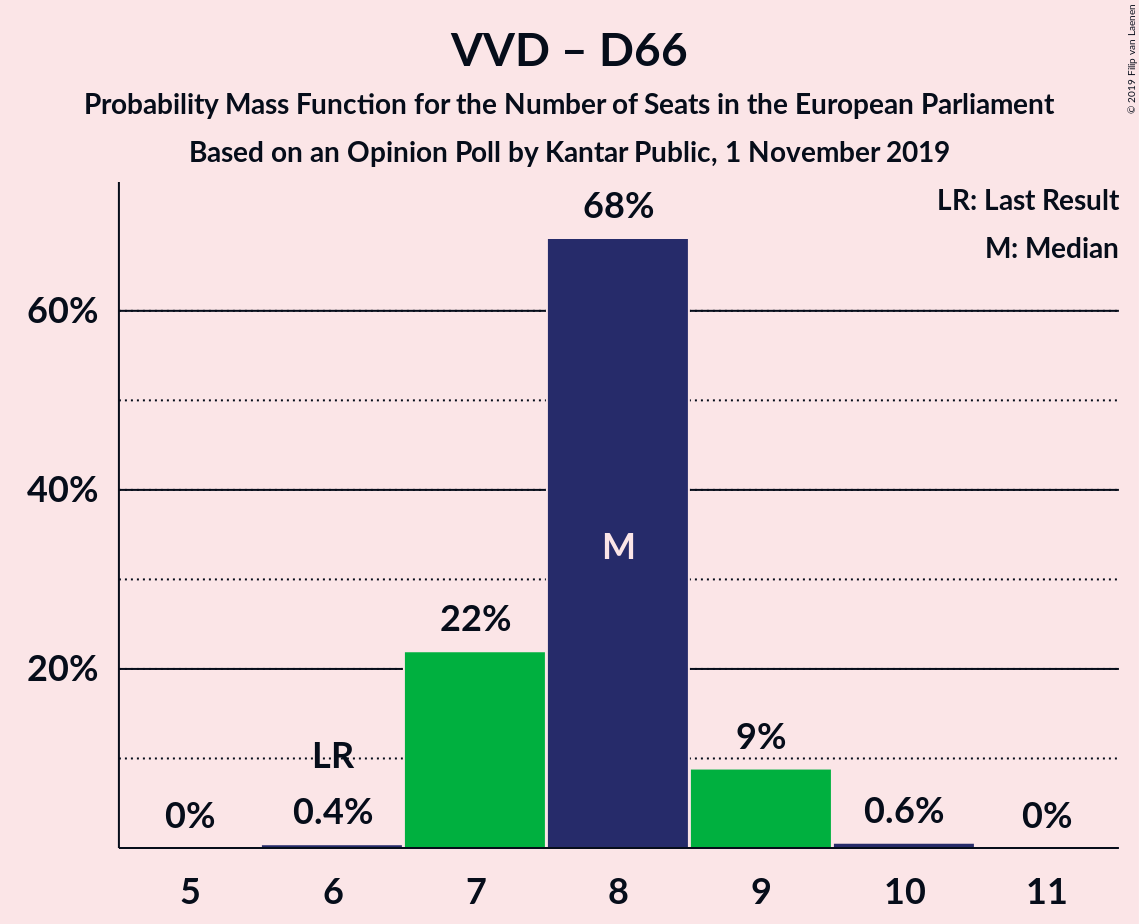 VVD – D66
Probability Mass Function for the Number of Seats in the European Parliament
Based on an Opinion Poll by Kantar Public, 1 November 2019
© 2019 Filip van Laenen
LR: Last Result
M: Median
68%
60%
40%
M
22%
20%
9%
LR
0%
0.4%
0.6%
0%
5
6
7
8
9
10
11